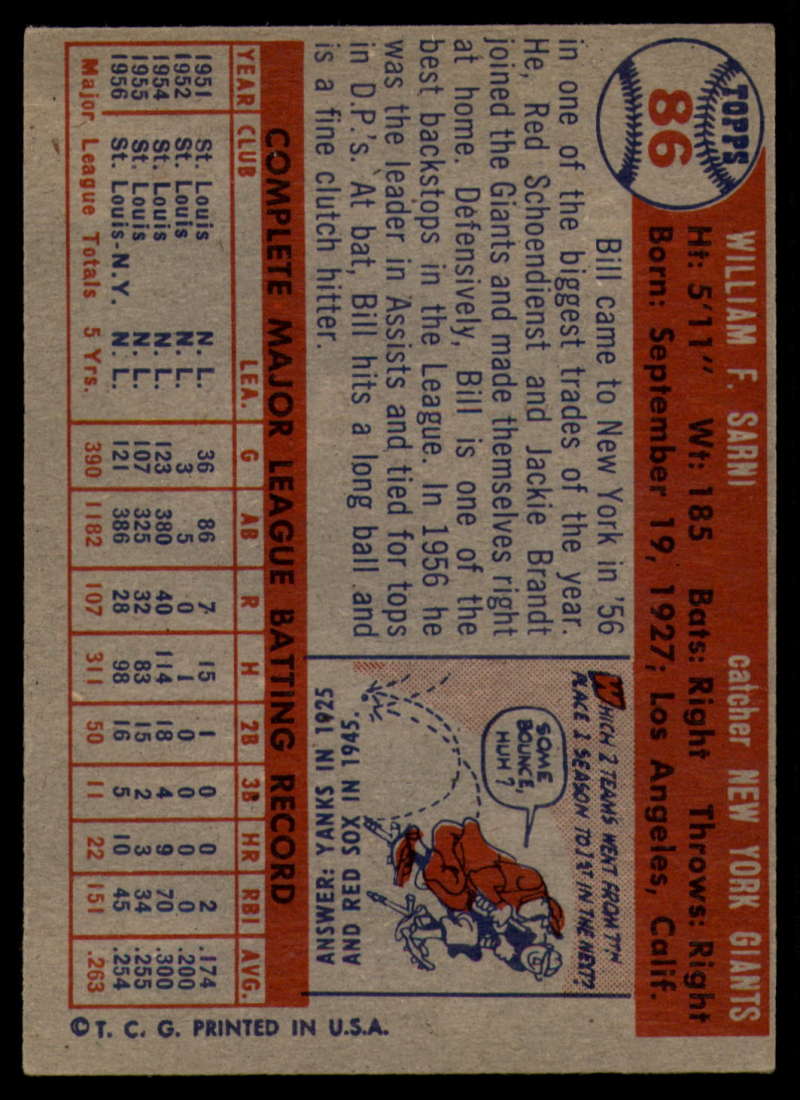 TOPPS
86
WILLIAM F. SARNI catcher NEW YORK GIANTS
Ht: 5'11" Wt: 185 Bats: Right Throws: Right
Born: September 19, 1927; Los Angeles, Calif.
Bill came to New York in '56
in one of the biggest trades of the year.
He, Red Schoendienst and Jackie Brandt
joined the Giants and made themselves right
at home. Defensively, Bill is one of the
best backstops in the League. In 1956 he
was the leader in Assists and tied for tops
in D.P.'s. At bat, Bill hits a long ball and
is a fine clutch hitter.
WHICH 2 TEAMS WENT FROM 7TH
PLACE 1 SEASON TO 1ST IN THE NEXT?
SOME
BOUNCE,
HUH?
ANSWER: YANKS IN 1925
AND RED SOX IN 1945.
COMPLETE MAJOR LEAGUE BATTING RECORD
YEAR CLUB LEA. G AB R H 2B 3B HR RBI AVG.
1951 St. Louis N. L. 36 86 7 15 1 0 0 2 .174
1952 St. Louis N. L. 3 5 0 1 0 0 0 0 .200
1954 St. Louis N. L. 123 380 40 114 18 4 9 70 .300
1955 St. Louis N. L. 107 325 32 83 15 2 3 34 .255
1956 St. Louis-N.Y. N. L. 121 386 28 98 16 5 10 45 .254
Major League Totals 5 Yrs. 390 1182 107 311 50 11 22 151 .263
©T. C. G. PRINTED IN U.S.A.